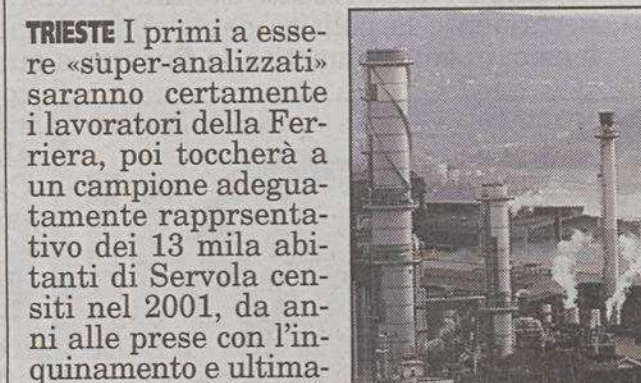 TRIESTE I primi a esse-
re «super-analizzati»
saranno certamente
i lavoratori della Fer-
riera, poi toccherà a
un campione adegua-
tamente rapprsenta-
tivo dei 13 mila abi-
tanti di Servola cen-
siti nel 2001, da an-
ni alle prese con l'in-
quinamento e ultima-